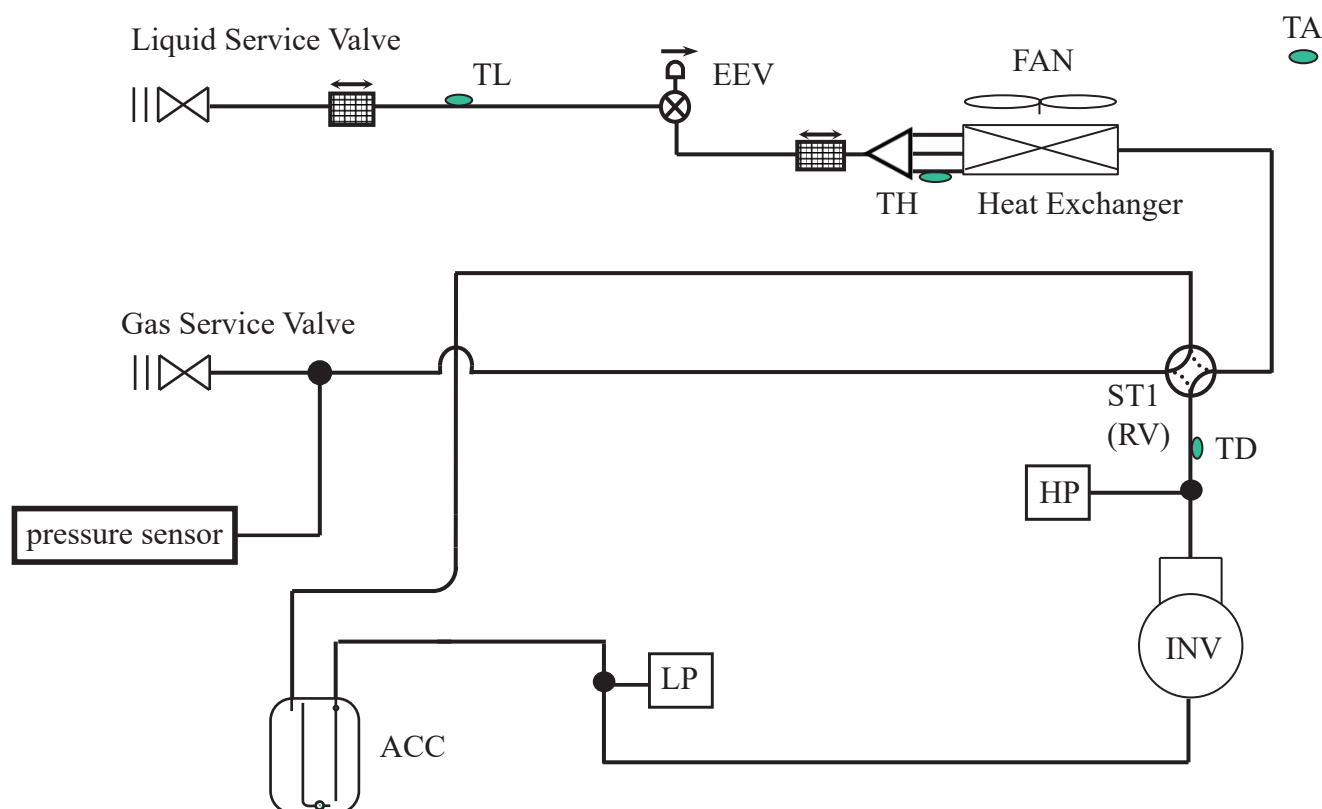 Liquid Service Valve
TL
EEV
FAN
TA
TH
Heat Exchanger
Gas Service Valve
ST1
(RV)
TD
HP
pressure sensor
INV
LP
ACC